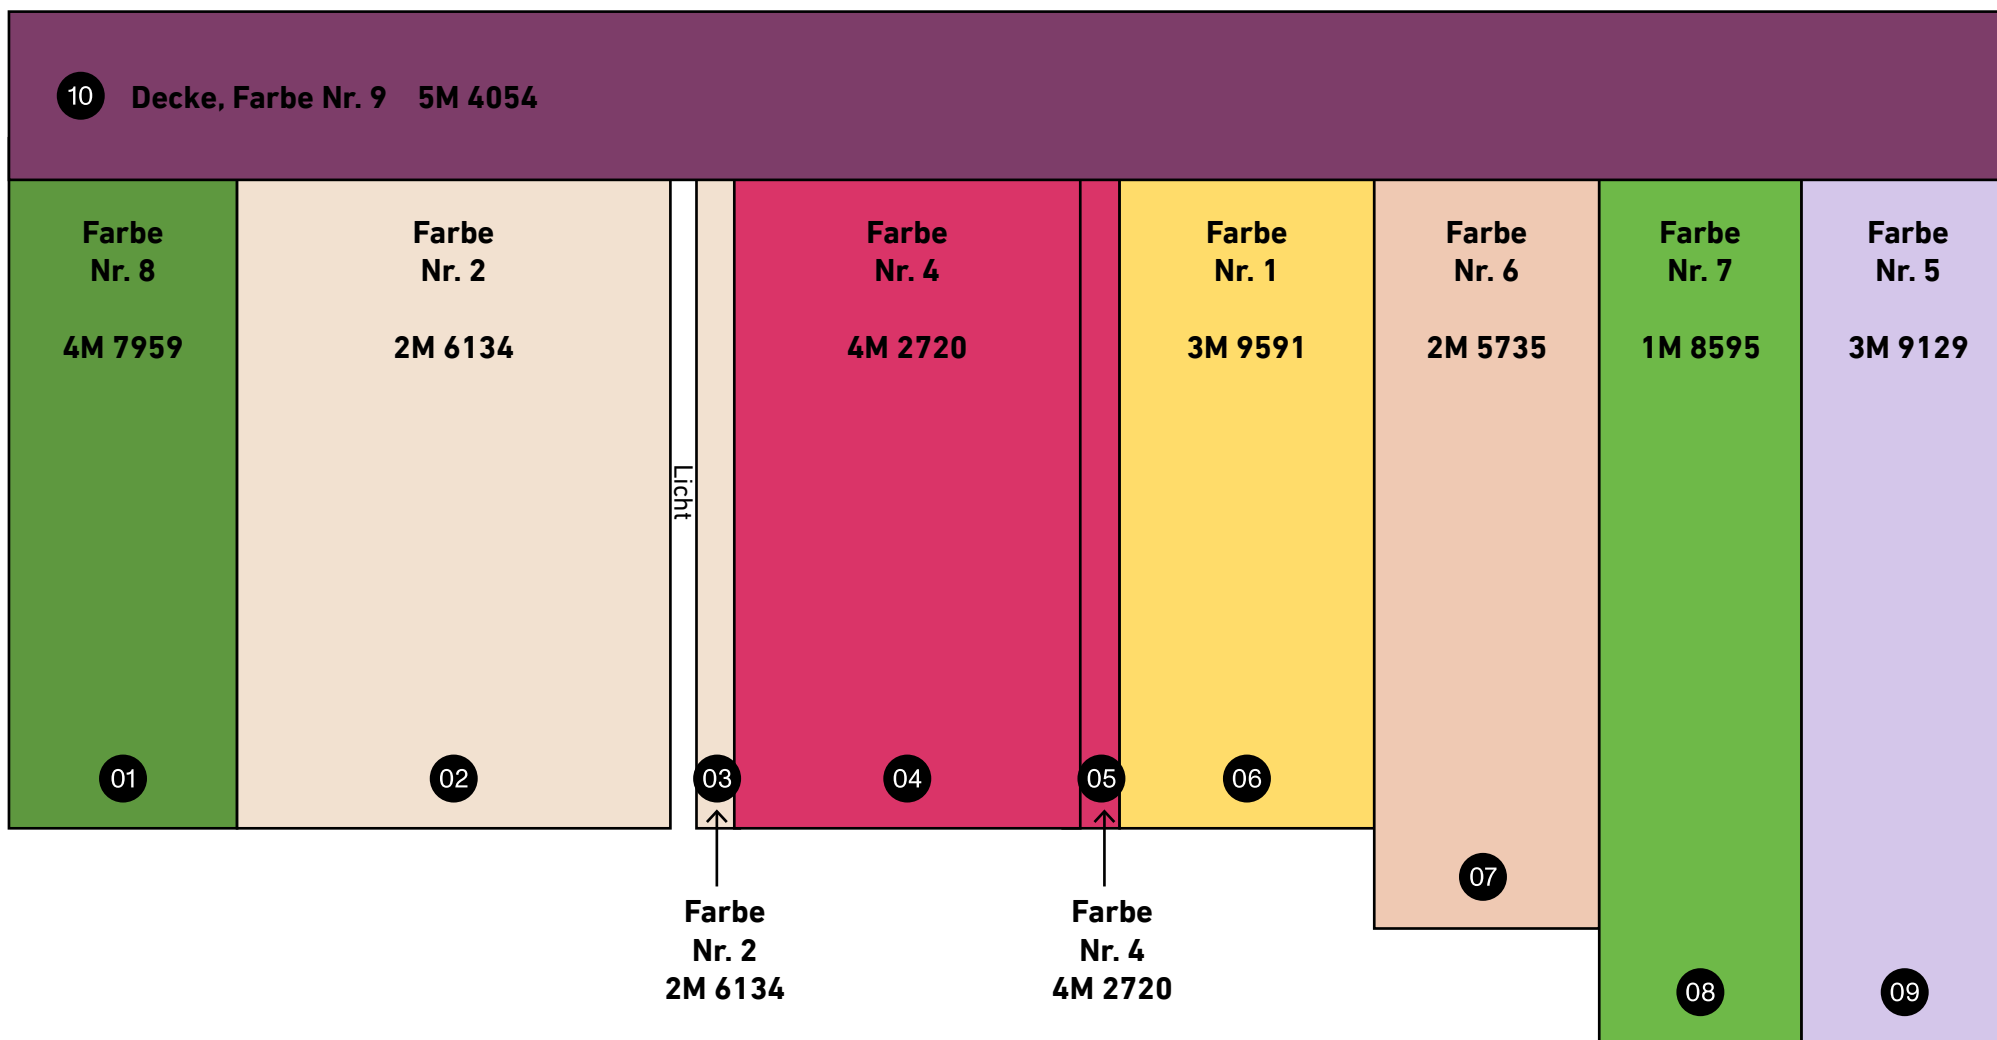 10 Decke, Farbe Nr. 9 5M 4054
Farbe
Nr. 8
4M 7959
01
Farbe
Nr. 2
2M 6134
02
Licht
03
Farbe
Nr. 2
2M 6134
Farbe
Nr. 4
4M 2720
04
05
Farbe
Nr. 4
4M 2720
Farbe
Nr. 1
3M 9591
06
Farbe
Nr. 6
2M 5735
07
Farbe
Nr. 7
1M 8595
08
Farbe
Nr. 5
3M 9129
09